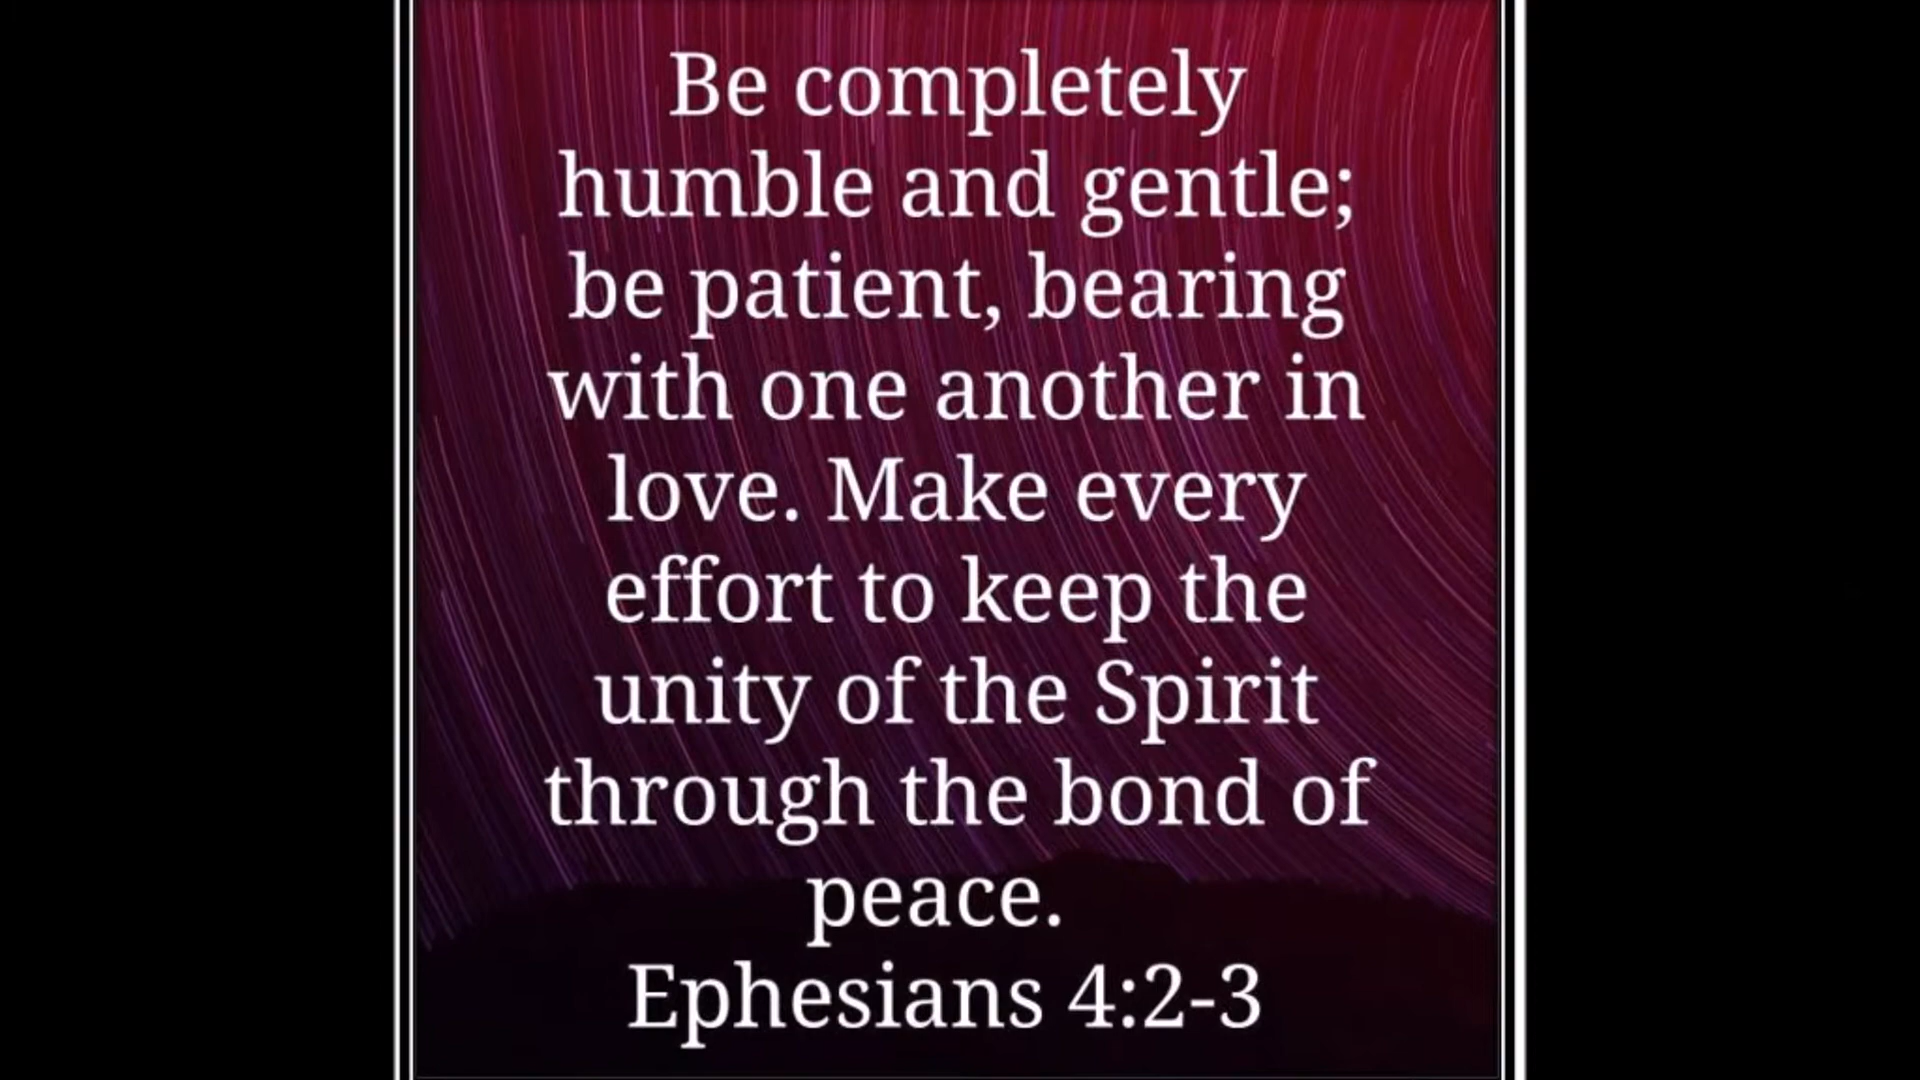 Be completely
humble and gentle;
be patient, bearing
with one another in
love. Make every
effort to keep the
unity of the Spirit
through the bond of
peace.
Ephesians 4:2-3